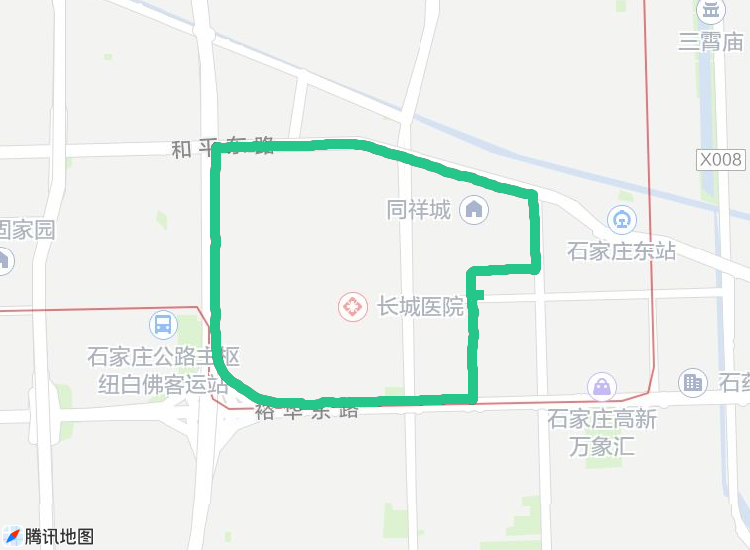 三霄庙
和平东路
X008
同祥城
固家园
石家庄东站
长城医院
石家庄公路主枢
纽白佛客运站
石药
裕华东路
石家庄高新
万象汇
腾讯地图